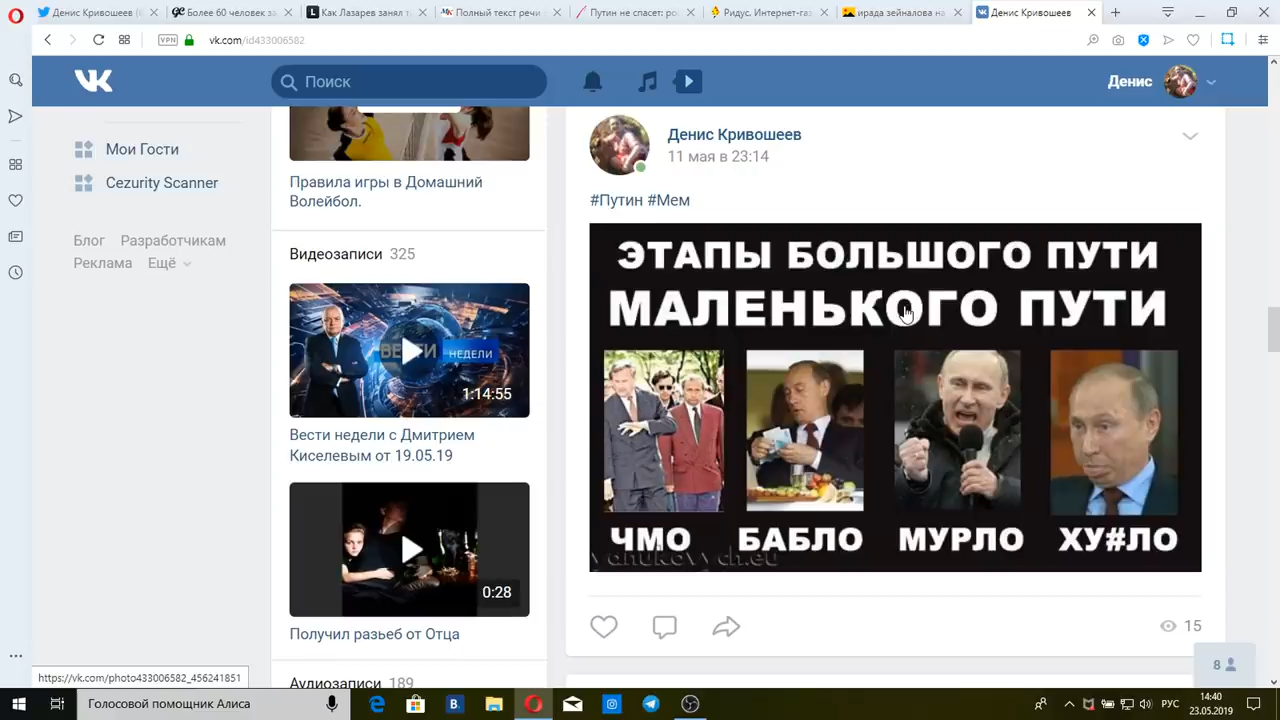 Денис Кривошеев (
Более 60 человек за
Как Лазарев занял т
Полный текст речи
Путин не спасет: рос
Ридус, Интернет-газ
ирада зейналова на
Денис Кривошеев
VPN
vk.com/id433006582
Поиск
Денис
Мои Гости
Cezurity Scanner
Блог Разработчикам
Реклама Ещё
Правила игры в Домашний
Волейбол.
Видеозаписи 325
ВЕСТИ НЕДЕЛИ
1:14:55
Вести недели с Дмитрием
Киселевым от 19.05.19
0:28
Получил разьеб от Отца
Аудиозаписи 189
Денис Кривошеев
11 мая в 23:14
#Путин #Мем
ЭТАПЫ БОЛЬШОГО ПУТИ
МАЛЕНЬКОГО ПУТИ
ЧМО БАБЛО МУРЛО ХУ#ЛО
yanukovych.eu
15
8
https://vk.com/photo433006582_456241851
Голосовой помощник Алиса
РУС
14:40
23.05.2019